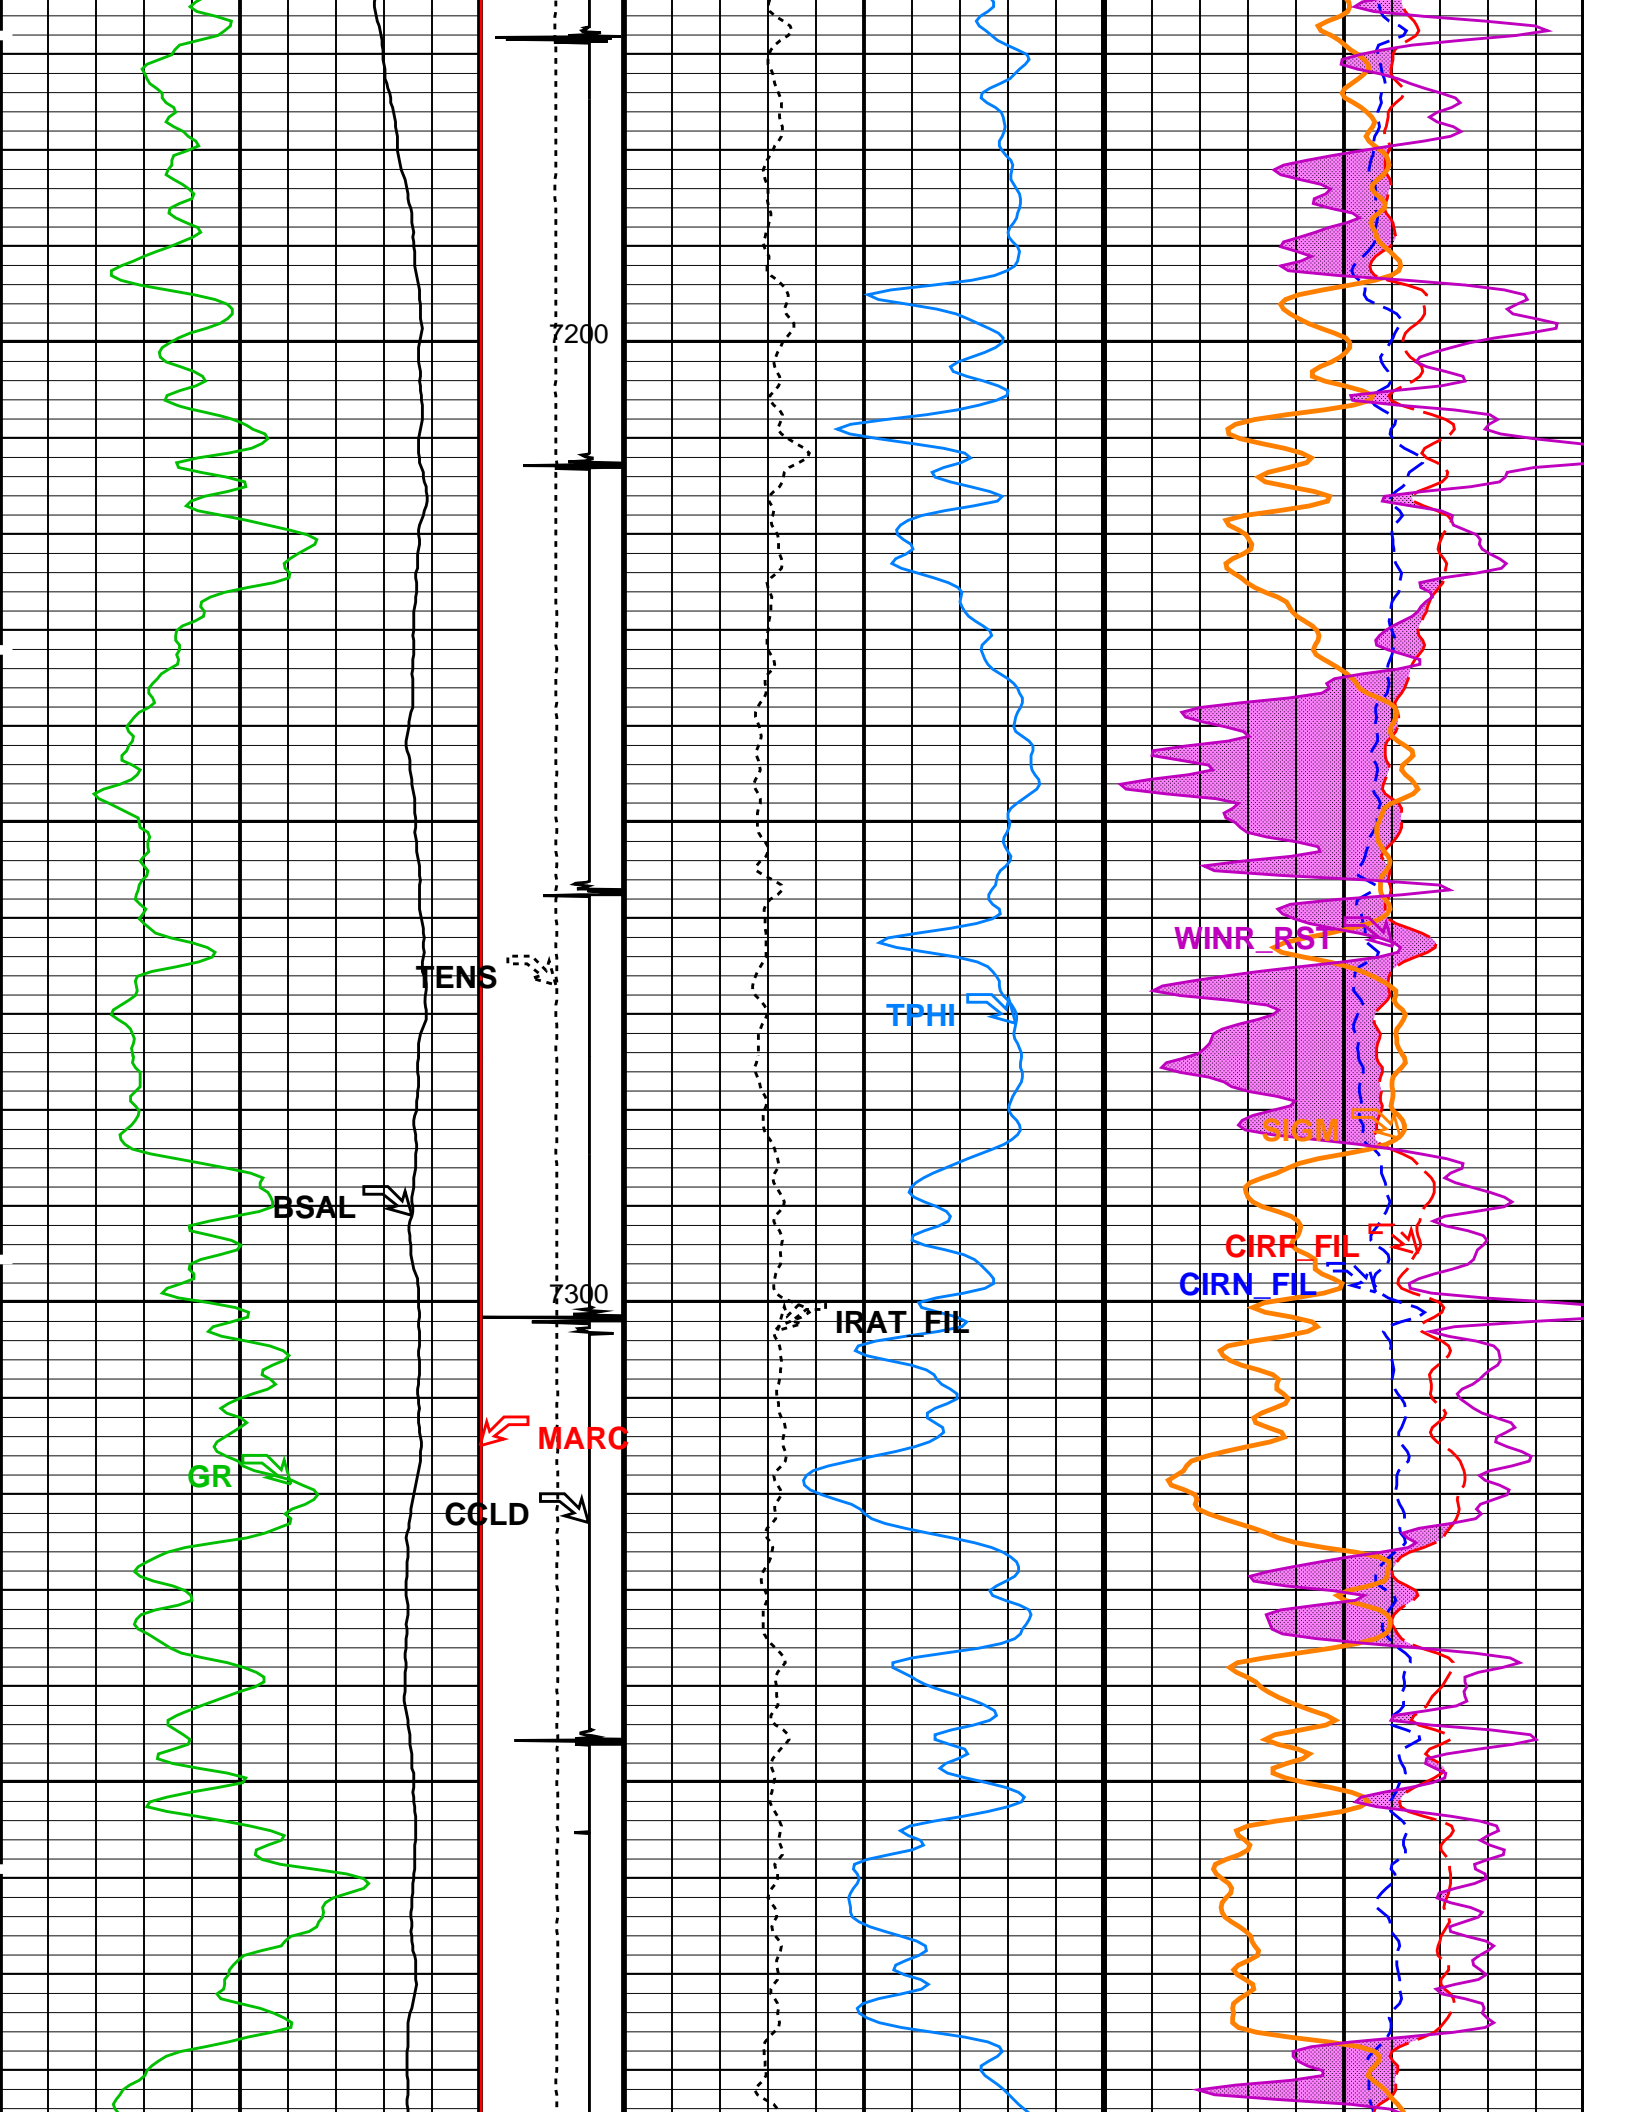 7200
WINR_RST
TENS
TPHI
SIGM
BSAL
CIRF_FIL
CIRN_FIL
7300
IRAT_FIL
MARC
GR
CCLD